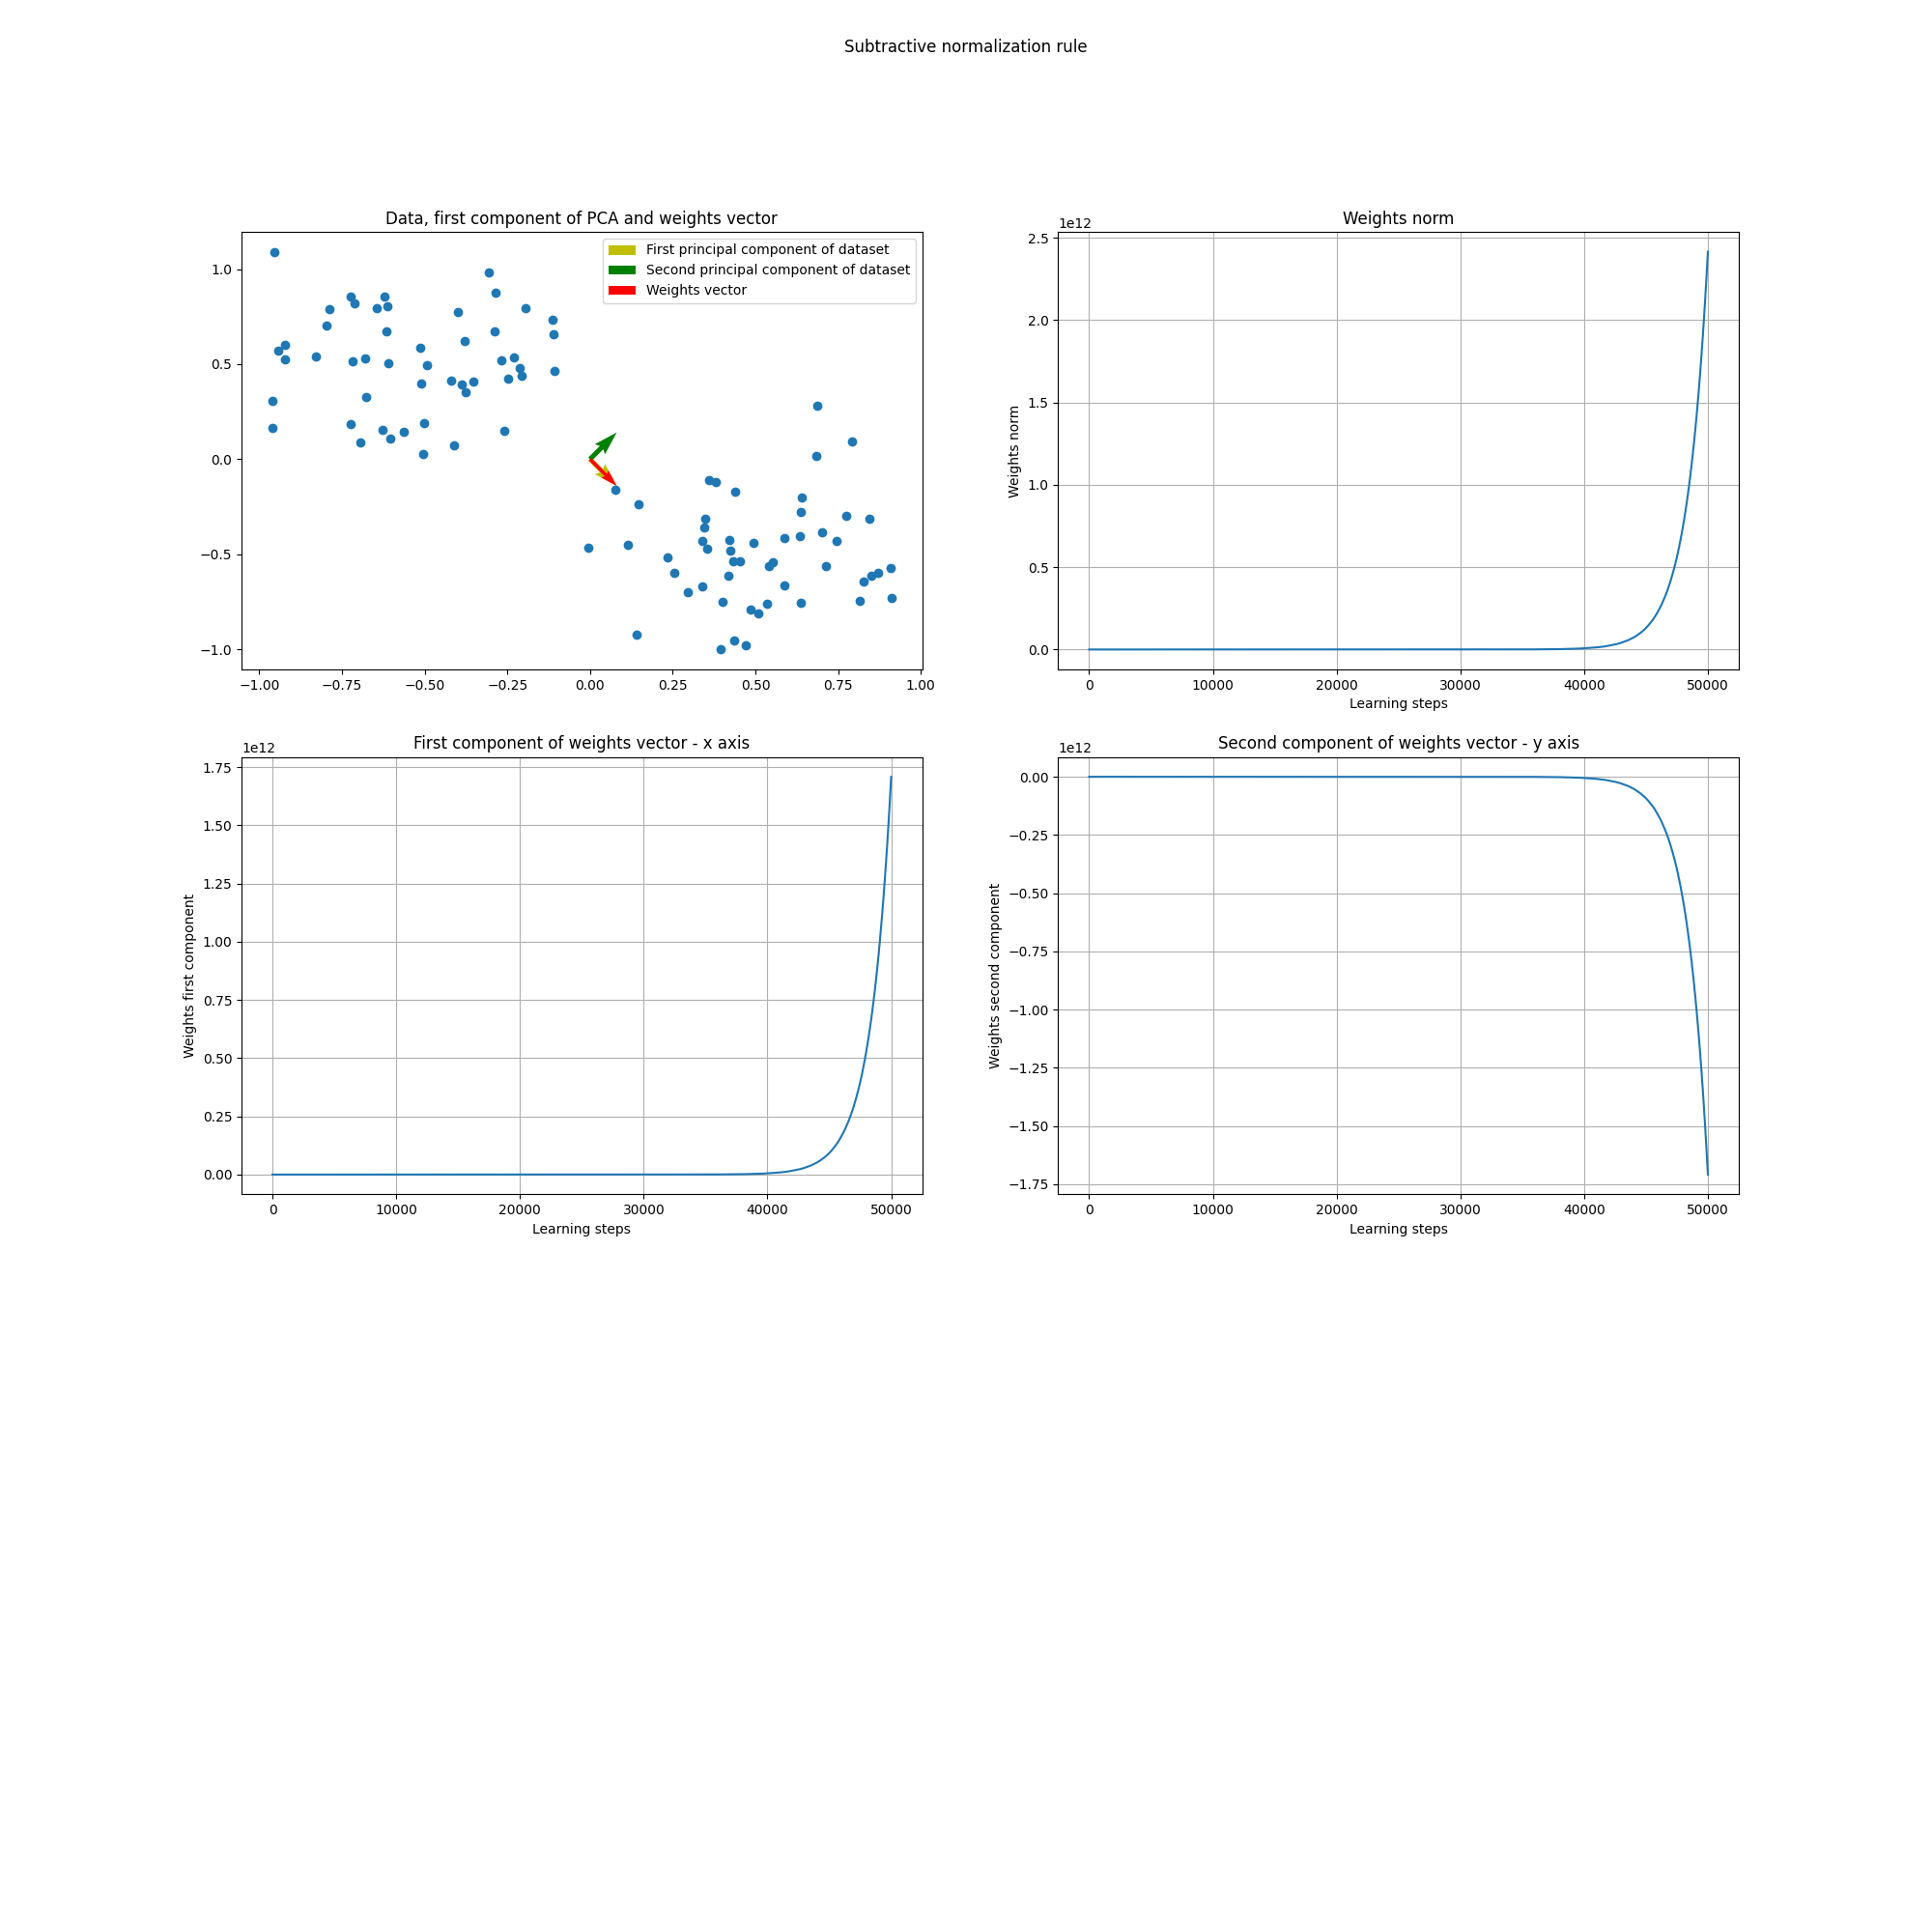 Subtractive normalization rule
Data, first component of PCA and weights vector
First principal component of dataset
Second principal component of dataset
Weights vector
1.0
0.5
0.0
−0.5
−1.0
−1.00 −0.75 −0.50 −0.25 0.00 0.25 0.50 0.75 1.00
Weights norm
1e12
2.5
2.0
1.5
1.0
0.5
0.0
Weights norm
0 10000 20000 30000 40000 50000
Learning steps
First component of weights vector - x axis
1e12
1.75
1.50
1.25
1.00
0.75
0.50
0.25
0.00
Weights first component
0 10000 20000 30000 40000 50000
Learning steps
Second component of weights vector - y axis
1e12
0.00
−0.25
−0.50
−0.75
−1.00
−1.25
−1.50
−1.75
Weights second component
0 10000 20000 30000 40000 50000
Learning steps